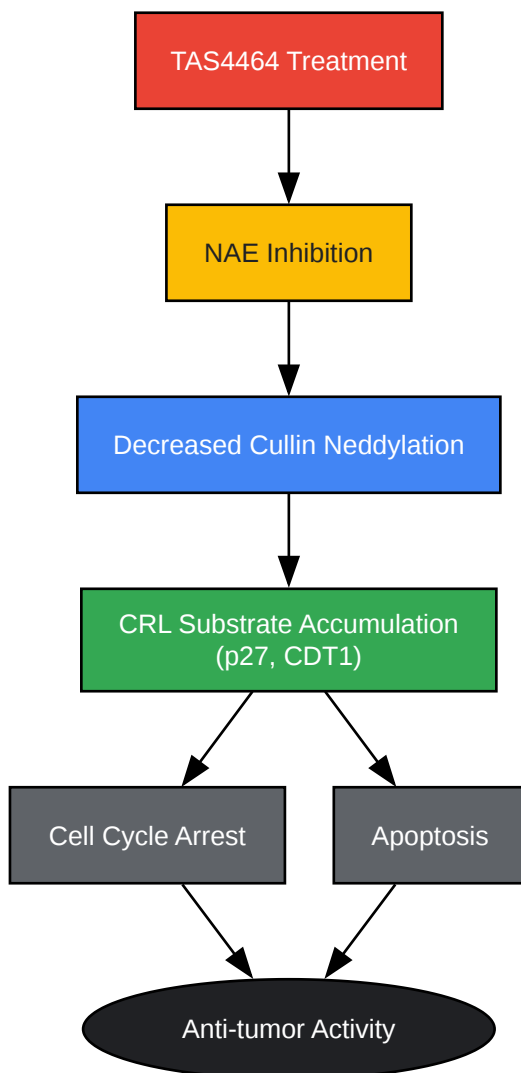 TAS4464 Treatment
NAE Inhibition
Decreased Cullin Neddylation
CRL Substrate Accumulation
(p27, CDT1)
Cell Cycle Arrest
Apoptosis
Anti-tumor Activity